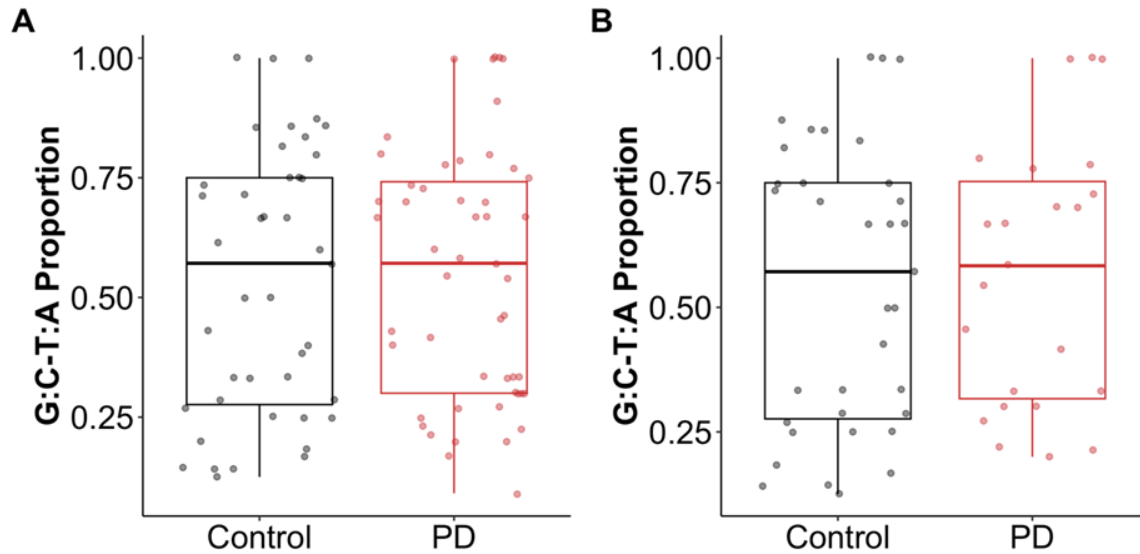 A
B
G:C-T:A Proportion
1.00
0.75
0.50
0.25
Control
PD
G:C-T:A Proportion
1.00
0.75
0.50
0.25
Control
PD